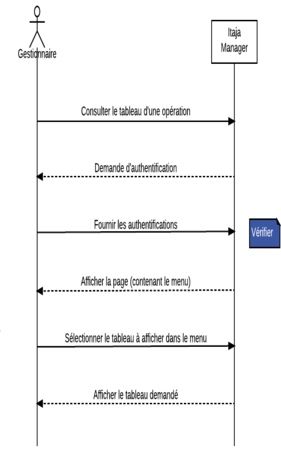 Itaja
Manager
Gestionnaire
Consulter le tableau d'une opération
Demande d'authentification
Fournir les authentifications
Vérifier
Afficher la page (contenant le menu)
Sélectionner le tableau à afficher dans le menu
Afficher le tableau demandé